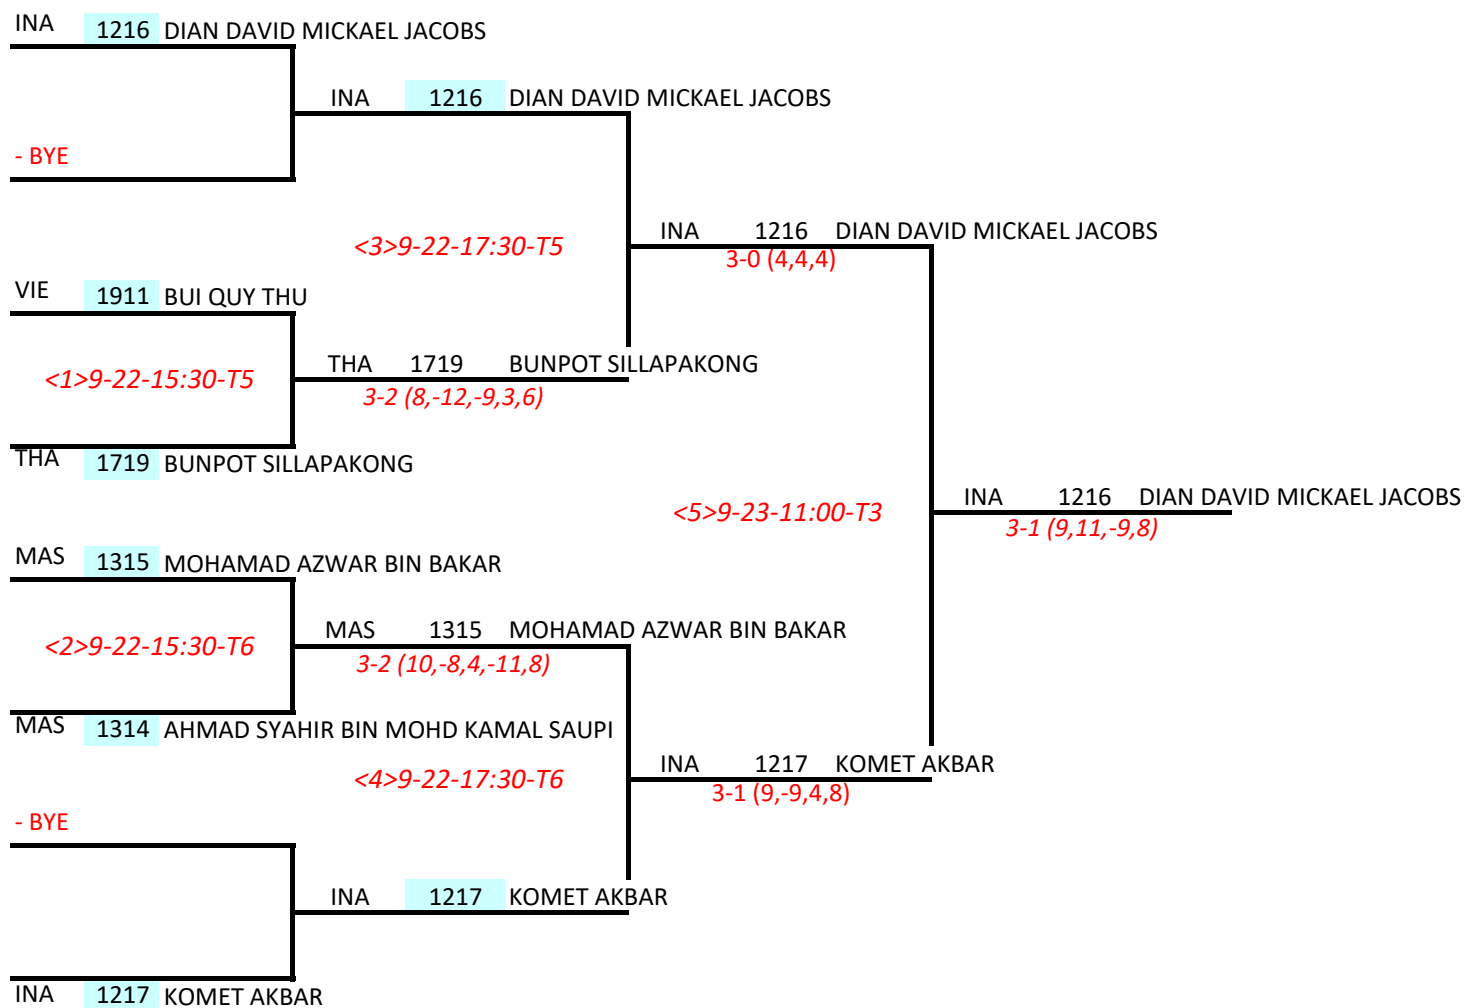 INA 1216 DIAN DAVID MICKAEL JACOBS
INA 1216 DIAN DAVID MICKAEL JACOBS
- BYE
INA 1216 DIAN DAVID MICKAEL JACOBS
<3>9-22-17:30-T5
3-0 (4,4,4)
VIE 1911 BUI QUY THU
THA 1719 BUNPOT SILLAPAKONG
<1>9-22-15:30-T5
3-2 (8,-12,-9,3,6)
THA 1719 BUNPOT SILLAPAKONG
INA 1216 DIAN DAVID MICKAEL JACOBS
<5>9-23-11:00-T3
3-1 (9,11,-9,8)
MAS 1315 MOHAMAD AZWAR BIN BAKAR
MAS 1315 MOHAMAD AZWAR BIN BAKAR
<2>9-22-15:30-T6
3-2 (10,-8,4,-11,8)
MAS 1314 AHMAD SYAHIR BIN MOHD KAMAL SAUPI
INA 1217 KOMET AKBAR
<4>9-22-17:30-T6
3-1 (9,-9,4,8)
- BYE
INA 1217 KOMET AKBAR
INA 1217 KOMET AKBAR